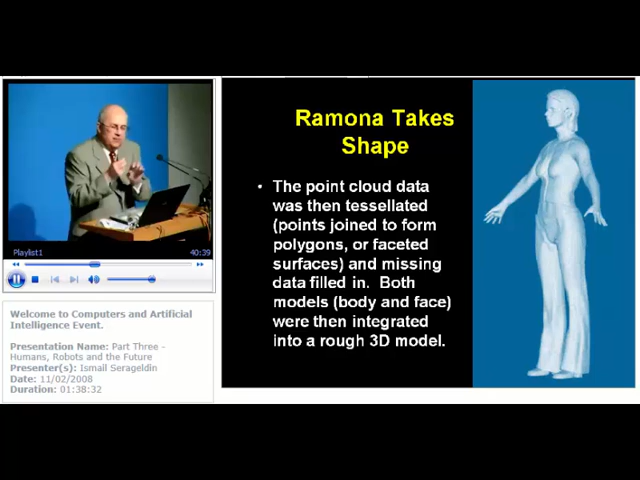 Playlist1
40:39
Welcome to Computers and Artificial
Intelligence Event.
Presentation Name: Part Three -
Humans, Robots and the Future
Presenter(s): Ismail Serageldin
Date: 11/02/2008
Duration: 01:38:32
Ramona Takes
Shape
• The point cloud data
was then tessellated
(points joined to form
polygons, or faceted
surfaces) and missing
data filled in. Both
models (body and face)
were then integrated
into a rough 3D model.